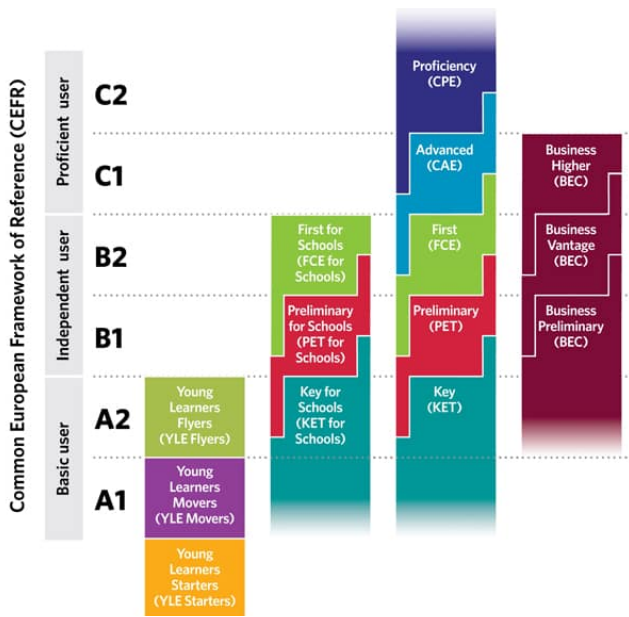 Common European Framework of Reference (CEFR)
Proficient user
Independent user
Basic user
C2
C1
B2
B1
A2
A1
Young
Learners
Flyers
(YLE Flyers)
Young
Learners
Movers
(YLE Movers)
Young
Learners
Starters
(YLE Starters)
First for
Schools
(FCE for
Schools)
Preliminary
for Schools
(PET for
Schools)
Key for
Schools
(KET for
Schools)
Proficiency
(CPE)
Advanced
(CAE)
First
(FCE)
Preliminary
(PET)
Key
(KET)
Business
Higher
(BEC)
Business
Vantage
(BEC)
Business
Preliminary
(BEC)